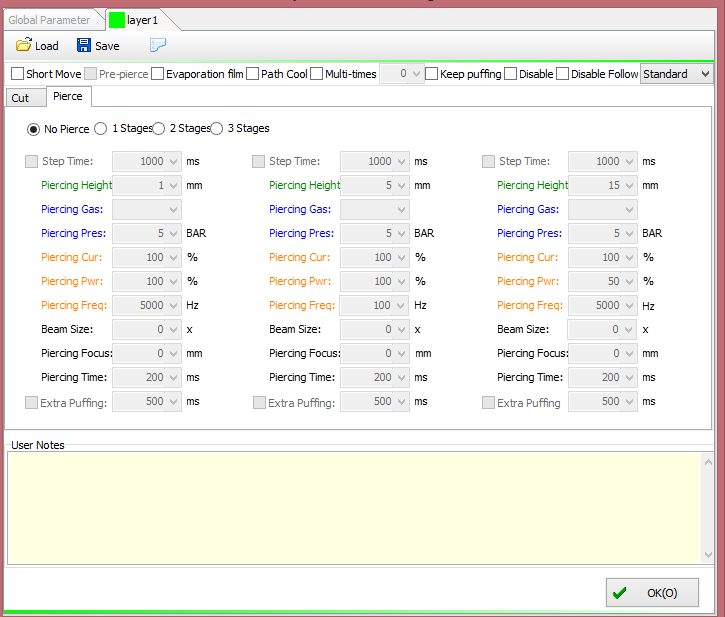 Global Parameter layer1
Load Save
Short Move Pre-pierce Evaporation film Path Cool Multi-times 0 Keep puffing Disable Disable Follow Standard
Cut Pierce
No Pierce 1 Stages 2 Stages 3 Stages
Step Time: 1000 ms Step Time: 1000 ms Step Time: 1000 ms
Piercing Height 1 mm Piercing Height 5 mm Piercing Height 15 mm
Piercing Gas: Piercing Gas: Piercing Gas:
Piercing Pres: 5 BAR Piercing Pres: 5 BAR Piercing Pres: 5 BAR
Piercing Cur: 100 % Piercing Cur: 100 % Piercing Cur: 100 %
Piercing Pwr: 100 % Piercing Pwr: 100 % Piercing Pwr: 50 %
Piercing Freq: 5000 Hz Piercing Freq: 100 Hz Piercing Freq: 5000 Hz
Beam Size: 0 x Beam Size: 0 x Beam Size: 0 x
Piercing Focus: 0 mm Piercing Focus: 0 mm Piercing Focus: 0 mm
Piercing Time: 200 ms Piercing Time: 200 ms Piercing Time: 200 ms
Extra Puffing: 500 ms Extra Puffing: 500 ms Extra Puffing 500 ms
User Notes
OK(O)